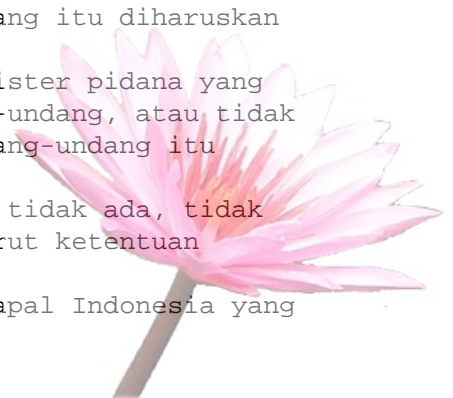 ang itu diharuskan
ister pidana yang
-undang, atau tidak
ang-undang itu
tidak ada, tidak
rut ketentuan
apal Indonesia yang